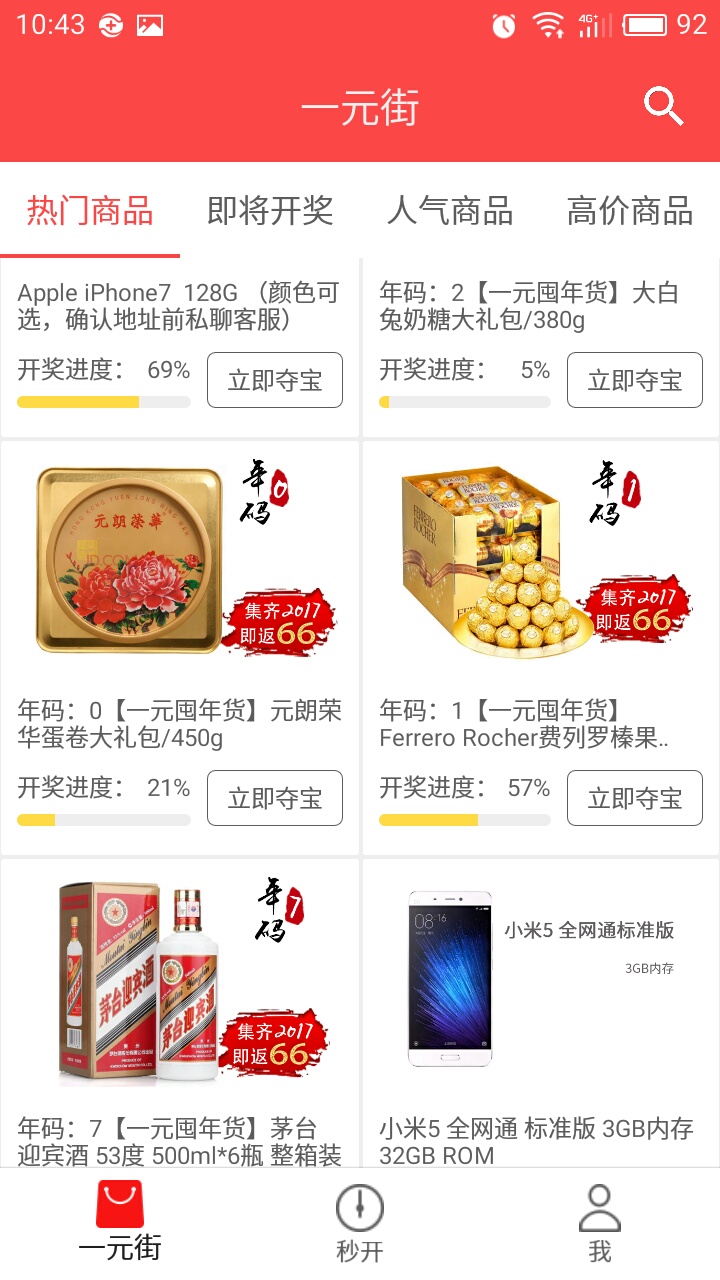 10:43
4G+
92
一元街
热门商品 即将开奖 人气商品 高价商品
Apple iPhone7 128G （颜色可
选，确认地址前私聊客服）
开奖进度： 69%
立即夺宝
年码：2【一元囤年货】大白
兔奶糖大礼包/380g
开奖进度： 5%
立即夺宝
元朗榮華
年码
0
集齐2017
即返66
年码：0【一元囤年货】元朗荣
华蛋卷大礼包/450g
开奖进度： 21%
立即夺宝
FERRERO
ROCHER
年码
1
集齐2017
即返66
年码：1【一元囤年货】
Ferrero Rocher费列罗榛果..
开奖进度： 57%
立即夺宝
茅台迎宾酒
茅台迎宾酒
年码
7
集齐2017
即返66
年码：7【一元囤年货】茅台
迎宾酒 53度 500ml*6瓶 整箱装
08:16
小米5 全网通标准版
3GB内存
小米5 全网通 标准版 3GB内存
32GB ROM
一元街
秒开
我